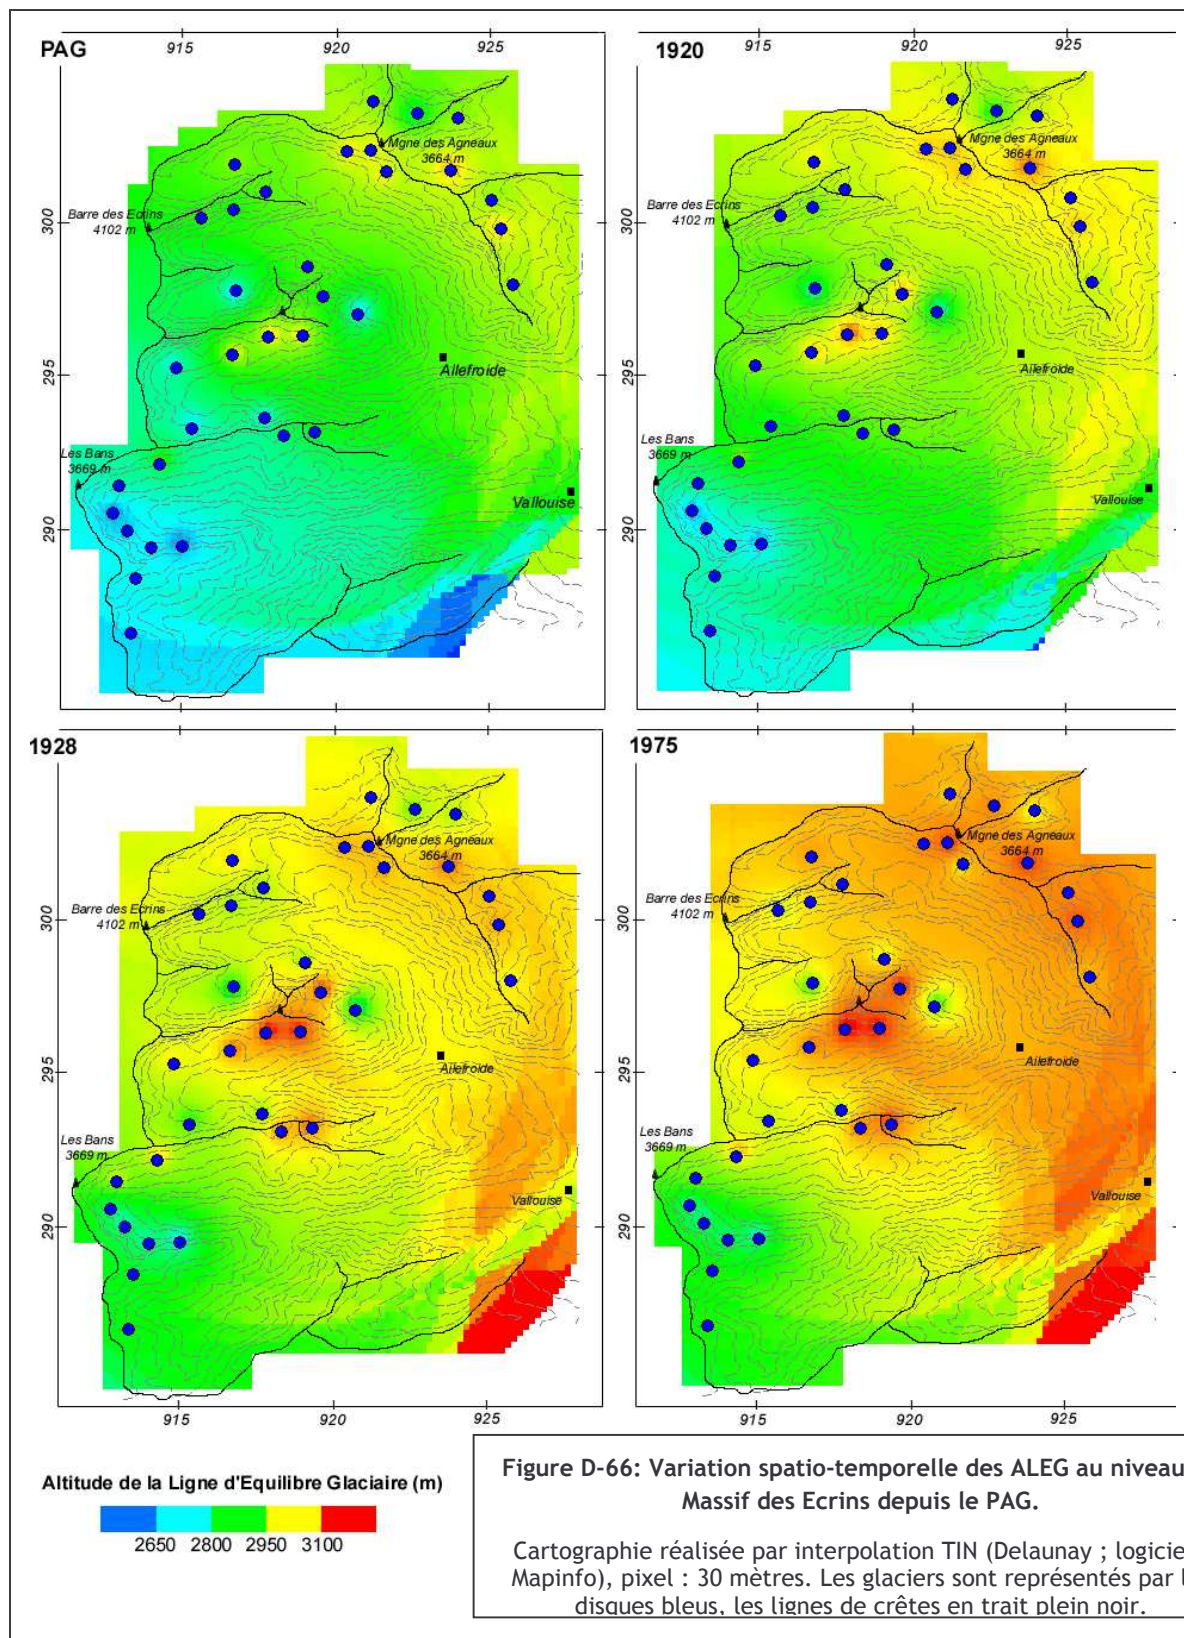 PAG
915 920 925
300
295
290
Mgne des Agneaux
3664 m
Barre des Ecrins
4102 m
Ailefroide
Les Bans
3669 m
Vallouise
1920
915 920 925
300
295
290
Mgne des Agneaux
3664 m
Barre des Ecrins
4102 m
Ailefroide
Les Bans
3669 m
Vallouise
1928
300
295
290
Mgne des Agneaux
3664 m
Barre des Ecrins
4102 m
Ailefroide
Les Bans
3669 m
Vallouise
915 920 925
1975
300
295
290
Mgne des Agneaux
3664 m
Barre des Ecrins
4102 m
Ailefroide
Les Bans
3669 m
Vallouise
915 920 925
Altitude de la Ligne d'Equilibre Glaciaire (m)
2650 2800 2950 3100
Figure D-66: Variation spatio-temporelle des ALEG au niveau
Massif des Ecrins depuis le PAG.
Cartographie réalisée par interpolation TIN (Delaunay ; logicie
Mapinfo), pixel : 30 mètres. Les glaciers sont représentés par l
disques bleus, les lignes de crêtes en trait plein noir.